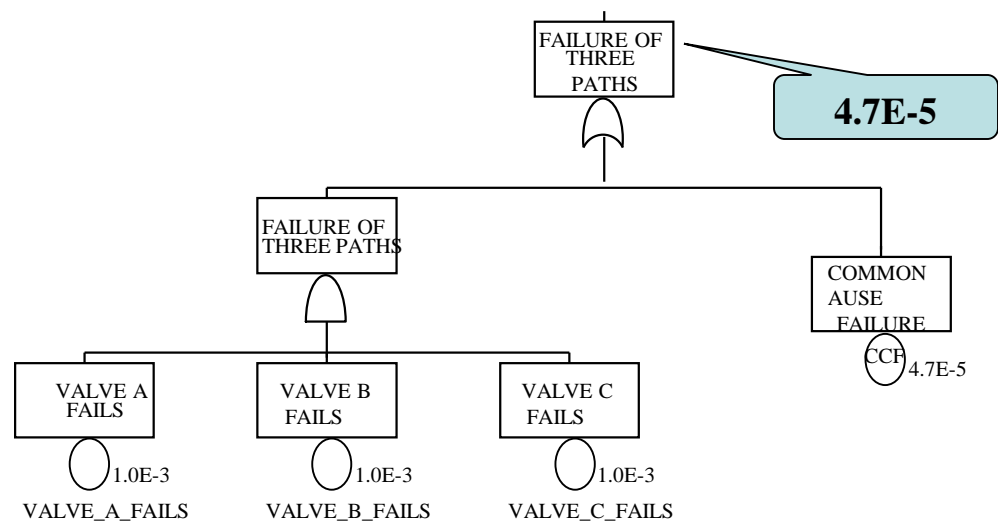 FAILURE OF
THREE
PATHS
4.7E-5
FAILURE OF
THREE PATHS
COMMON
AUSE
FAILURE
CCF
4.7E-5
VALVE A
FAILS
VALVE B
FAILS
VALVE C
FAILS
1.0E-3
1.0E-3
1.0E-3
VALVE_A_FAILS
VALVE_B_FAILS
VALVE_C_FAILS